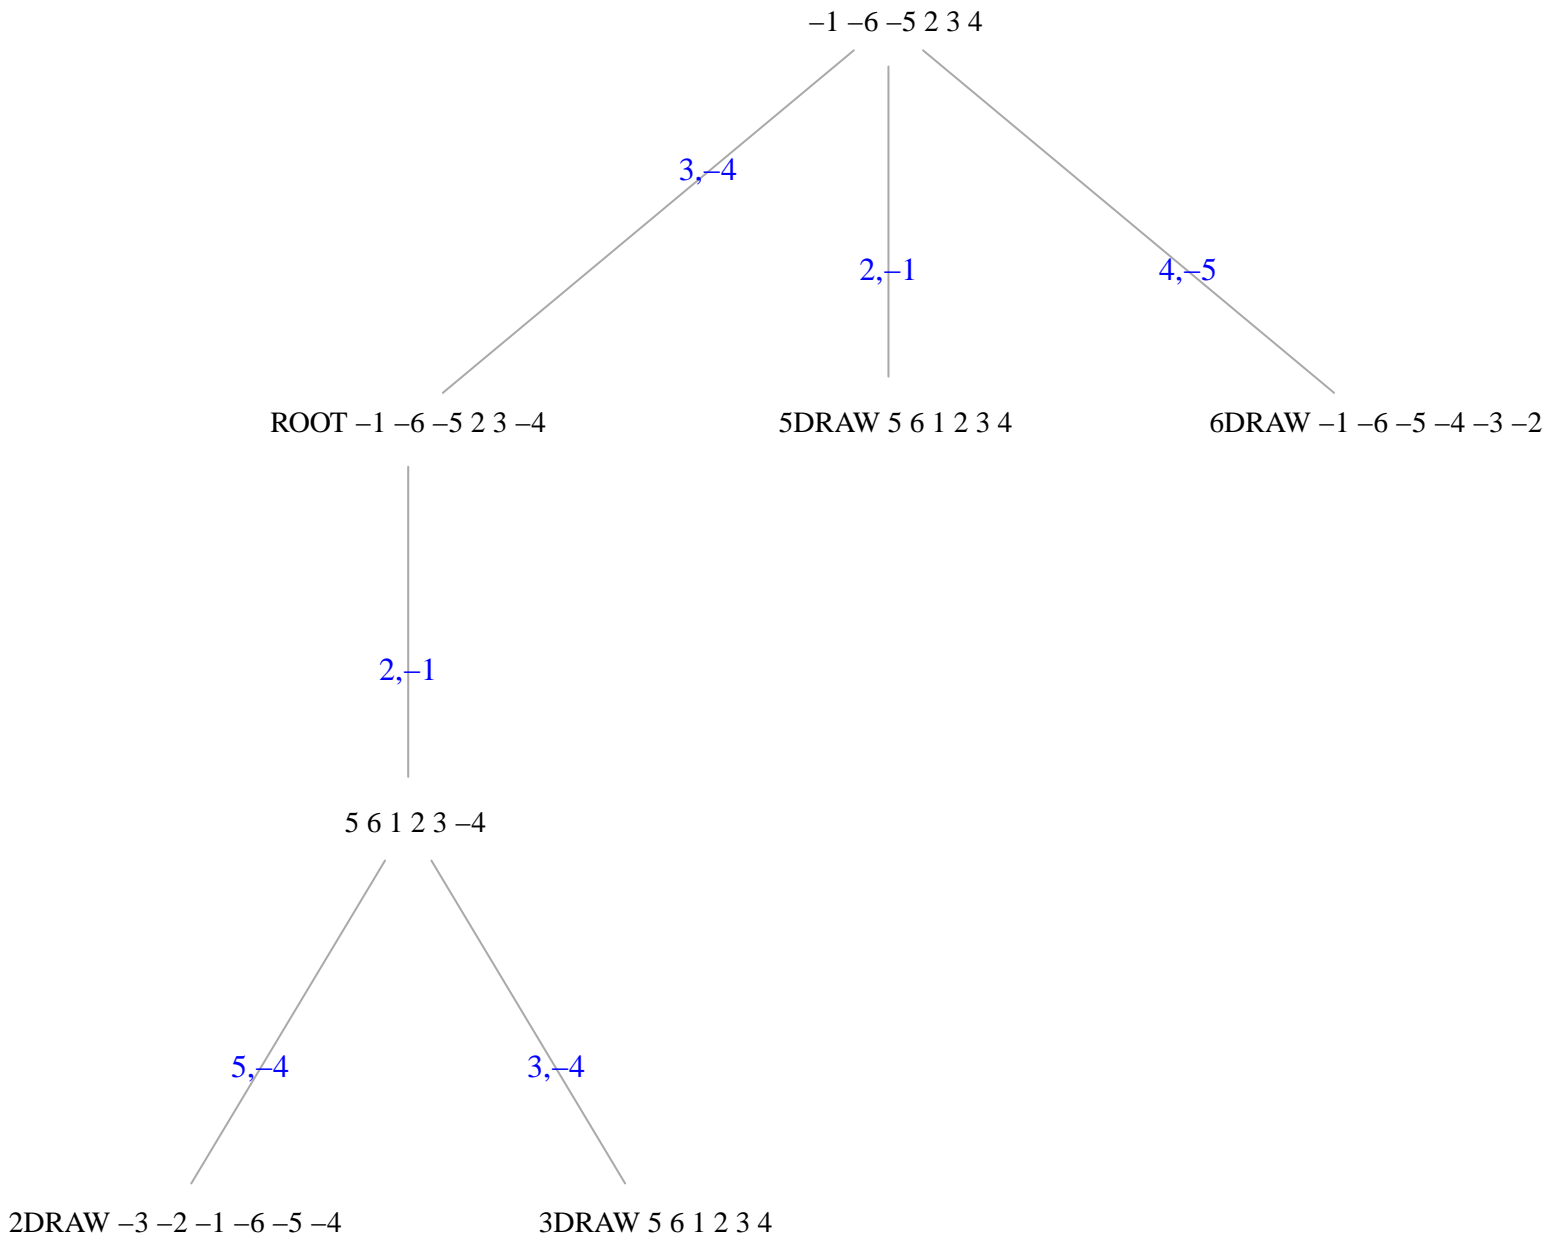 –1 –6 –5 2 3 4
3,–4
2,–1
4,–5
ROOT –1 –6 –5 2 3 –4
5DRAW 5 6 1 2 3 4
6DRAW –1 –6 –5 –4 –3 –2
2,–1
5 6 1 2 3 –4
5,–4
3,–4
2DRAW –3 –2 –1 –6 –5 –4
3DRAW 5 6 1 2 3 4